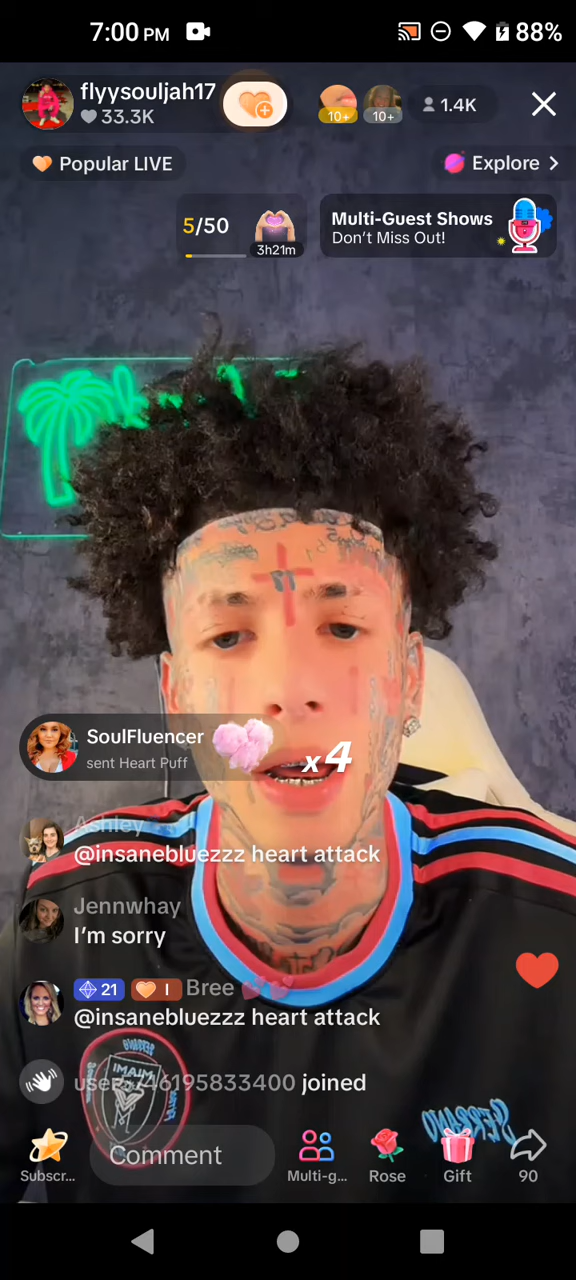 7:00 PM
88%
flyysouljah17
33.3K
10+
10+
1.4K
Popular LIVE
Explore >
5/50
3h21m
Multi-Guest Shows
Don't Miss Out!
SoulFluencer
sent Heart Puff
x4
Ashley
@insanebluezzz heart attack
Jennwhay
I'm sorry
21
I
Bree
@insanebluezzz heart attack
joined
MIAMI
SERRANO
Comment
Subscr...
Multi-g...
Rose
Gift
90